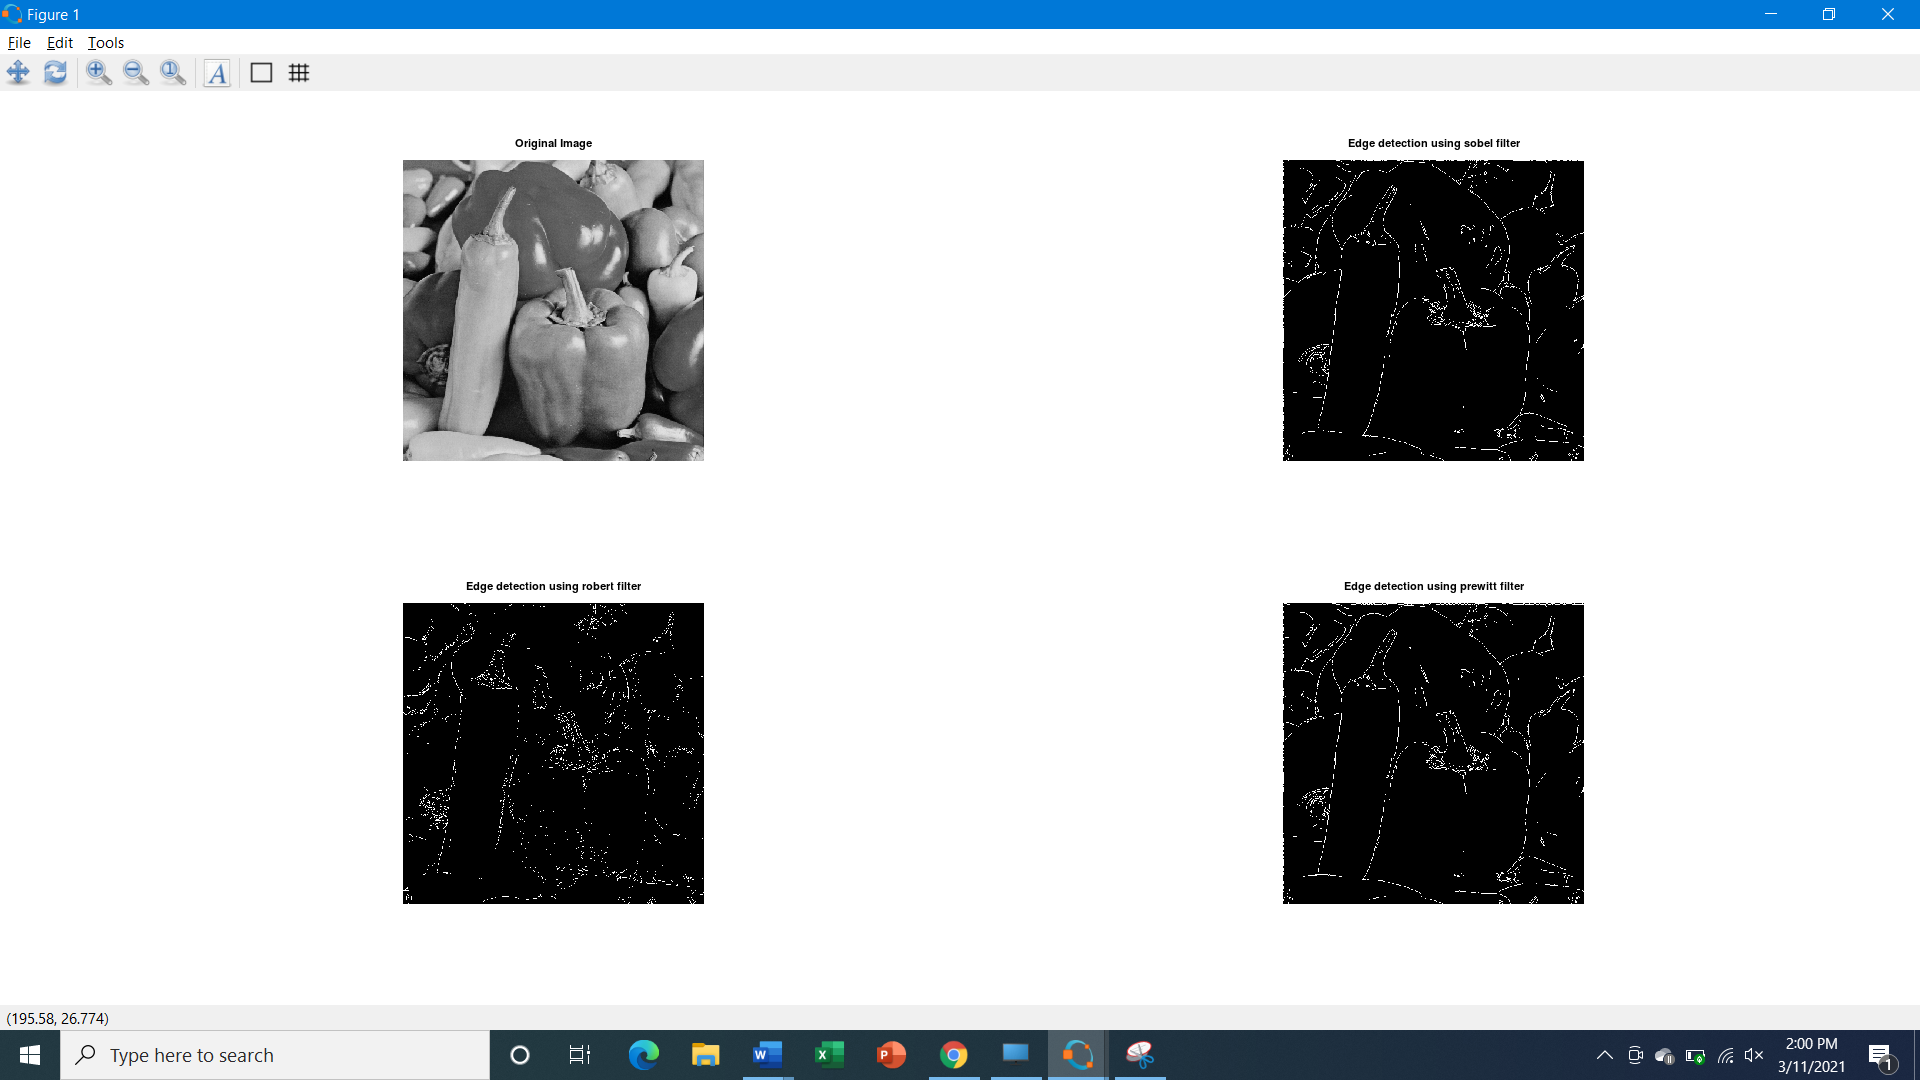 Figure 1
File Edit Tools
A
Original Image
Edge detection using sobel filter
Edge detection using robert filter
Edge detection using prewitt filter
(195.58, 26.774)
Type here to search
2:00 PM
3/11/2021
1